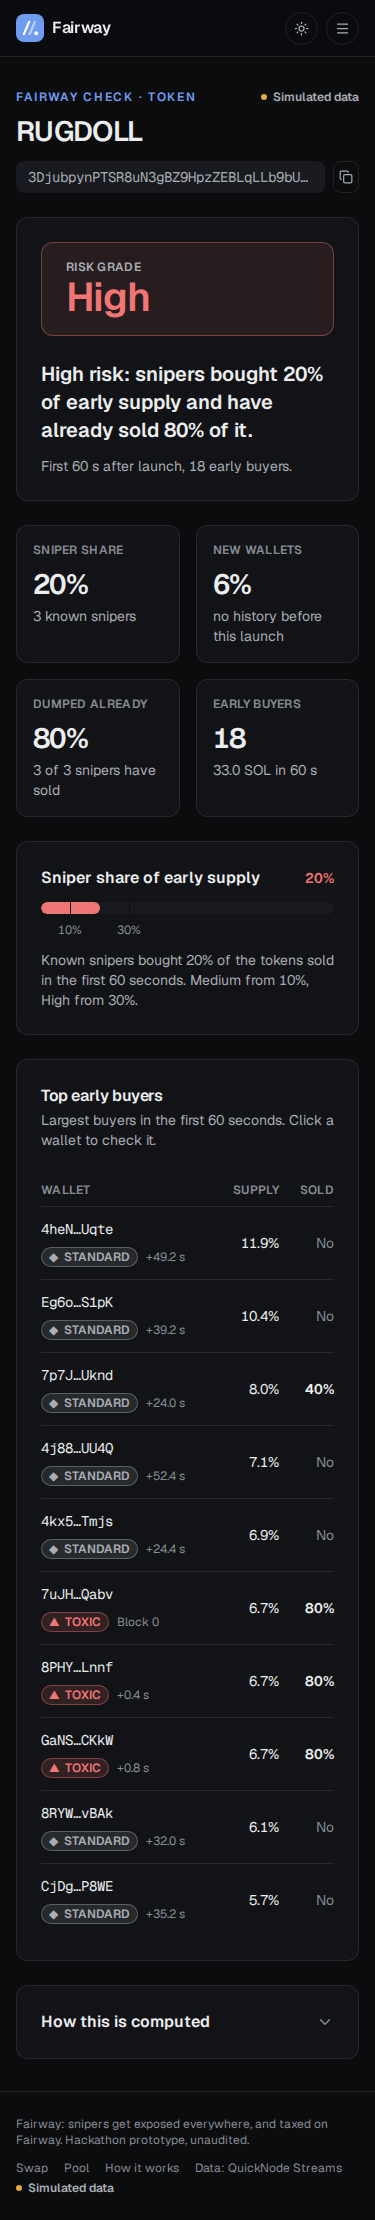 Fairway
FAIRWAY CHECK · TOKEN
Simulated data
RUGDOLL
3DjubpynPTSR8uN3gBZ9HpzZEBLqLLb9bU…
RISK GRADE
High
High risk: snipers bought 20%
of early supply and have
already sold 80% of it.
First 60 s after launch, 18 early buyers.
SNIPER SHARE
20%
3 known snipers
NEW WALLETS
6%
no history before
this launch
DUMPED ALREADY
80%
3 of 3 snipers have
sold
EARLY BUYERS
18
33.0 SOL in 60 s
Sniper share of early supply 20%
10% 30%
Known snipers bought 20% of the tokens sold
in the first 60 seconds. Medium from 10%,
High from 30%.
Top early buyers
Largest buyers in the first 60 seconds. Click a
wallet to check it.
WALLET SUPPLY SOLD
4heN…Uqte
STANDARD +49.2 s 11.9% No
Eg6o…S1pK
STANDARD +39.2 s 10.4% No
7p7J…Uknd
STANDARD +24.0 s 8.0% 40%
4j88…UU4Q
STANDARD +52.4 s 7.1% No
4kx5…Tmjs
STANDARD +24.4 s 6.9% No
7uJH…Qabv
TOXIC Block 0 6.7% 80%
8PHY…Lnnf
TOXIC +0.4 s 6.7% 80%
GaNS…CKkW
TOXIC +0.8 s 6.7% 80%
8RYW…vBAk
STANDARD +32.0 s 6.1% No
CjDg…P8WE
STANDARD +35.2 s 5.7% No
How this is computed
Fairway: snipers get exposed everywhere, and taxed on
Fairway. Hackathon prototype, unaudited.
Swap Pool How it works Data: QuickNode Streams
Simulated data